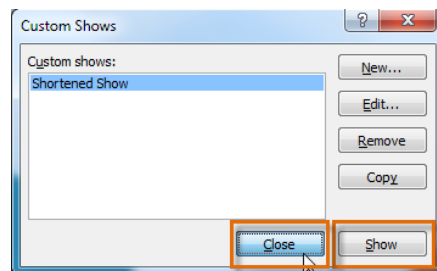 Custom Shows
?
X
Custom shows:
Shortened Show
New...
Edit...
Remove
Copy
Close
Show